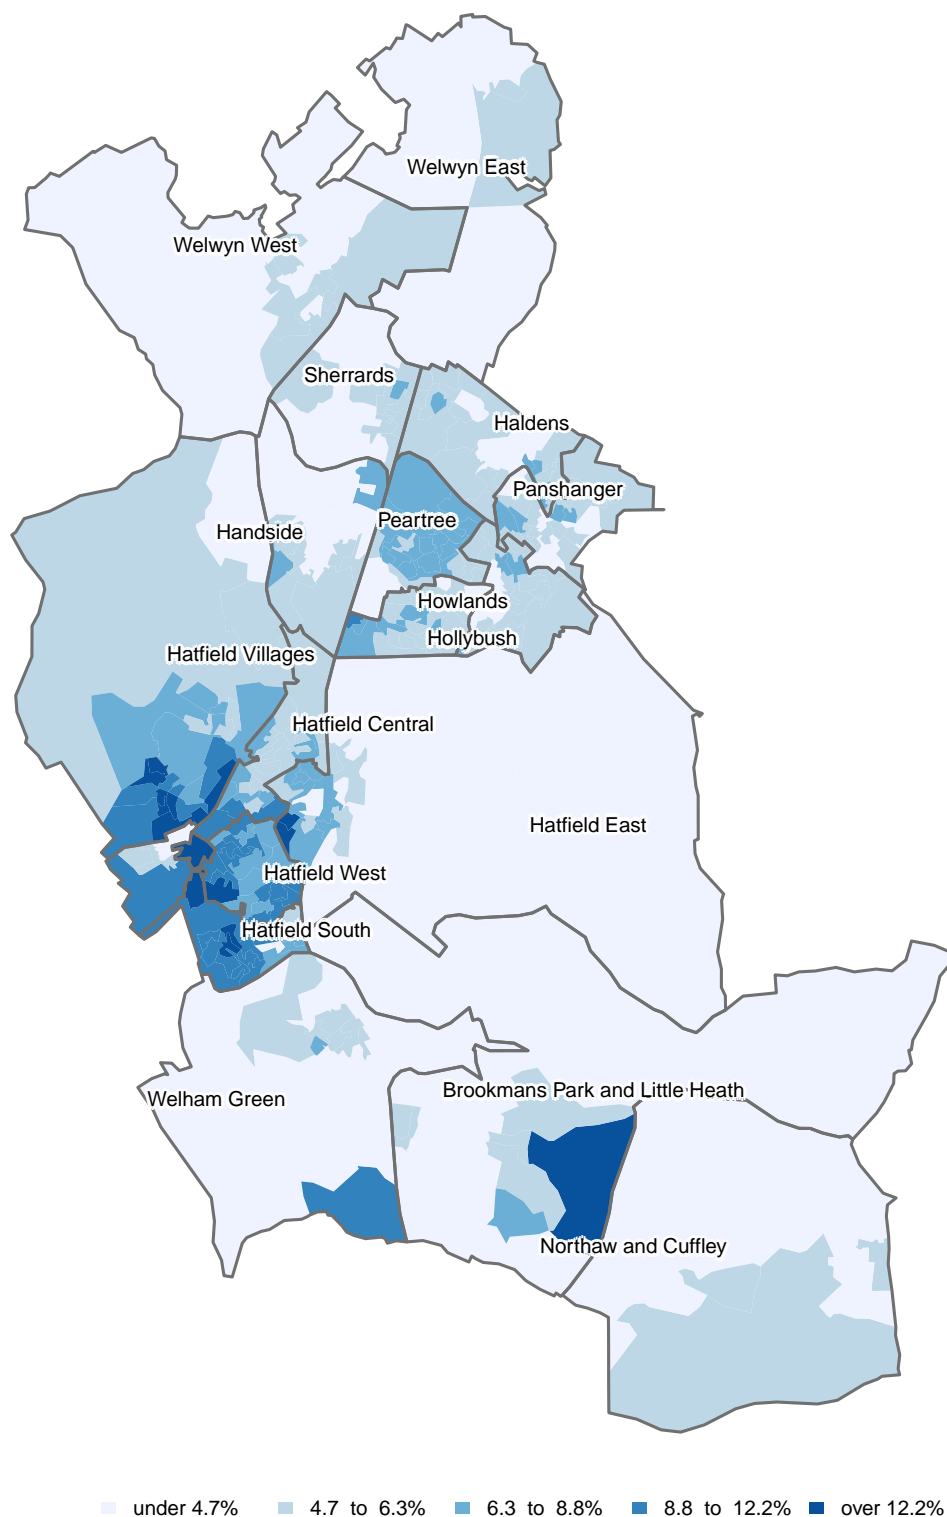 Welwyn East
Welwyn West
Sherrards
Haldens
Panshanger
Peartree
Handside
Howlands
Hollybush
Hatfield Villages
Hatfield Central
Hatfield East
Hatfield West
Hatfield South
Brookmans Park and Little Heath
Welham Green
Northaw and Cuffley
under 4.7% 4.7 to 6.3% 6.3 to 8.8% 8.8 to 12.2% over 12.2%